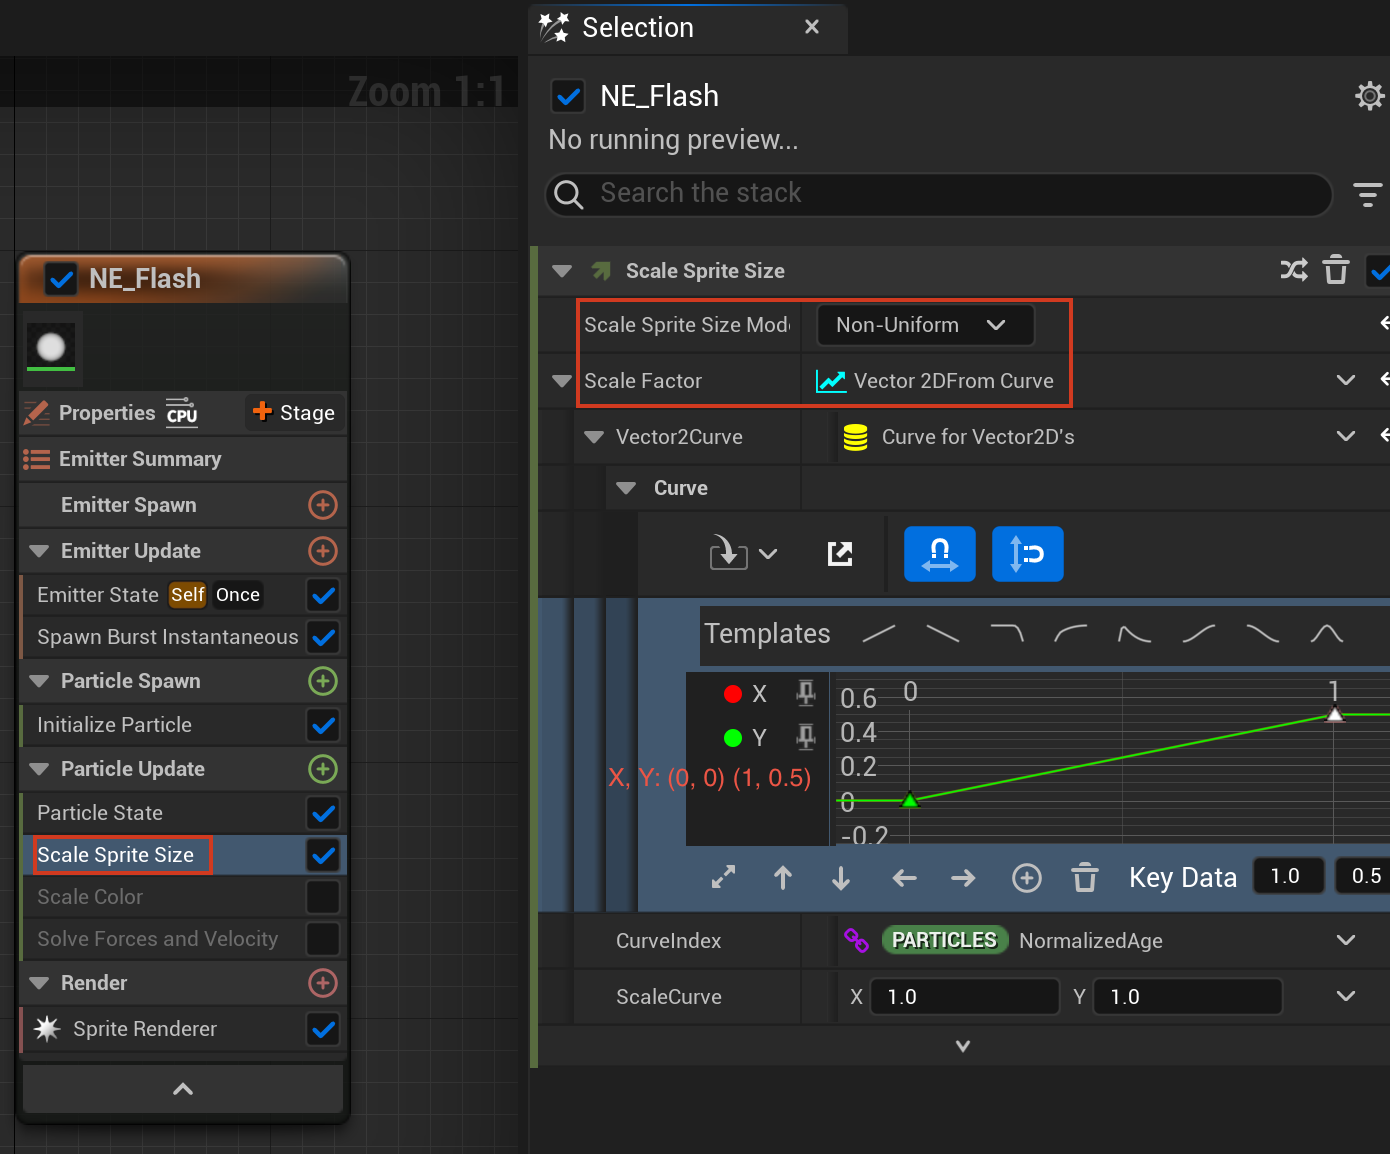 Selection
Zoom 1:1
NE_Flash
No running preview...
Search the stack
Scale Sprite Size
Scale Sprite Size Mod
Non-Uniform
Scale Factor
Vector 2DFrom Curve
Vector2Curve
Curve for Vector2D's
Curve
Templates
X
Y
X, Y: (0, 0) (1, 0.5)
0
1
0.6
0.4
0.2
0
-0.2
Key Data
1.0
0.5
CurveIndex
PARTICLES
NormalizedAge
ScaleCurve
X
1.0
Y
1.0
NE_Flash
Properties
CPU
Stage
Emitter Summary
Emitter Spawn
Emitter Update
Emitter State
Self
Once
Spawn Burst Instantaneous
Particle Spawn
Initialize Particle
Particle Update
Particle State
Scale Sprite Size
Scale Color
Solve Forces and Velocity
Render
Sprite Renderer